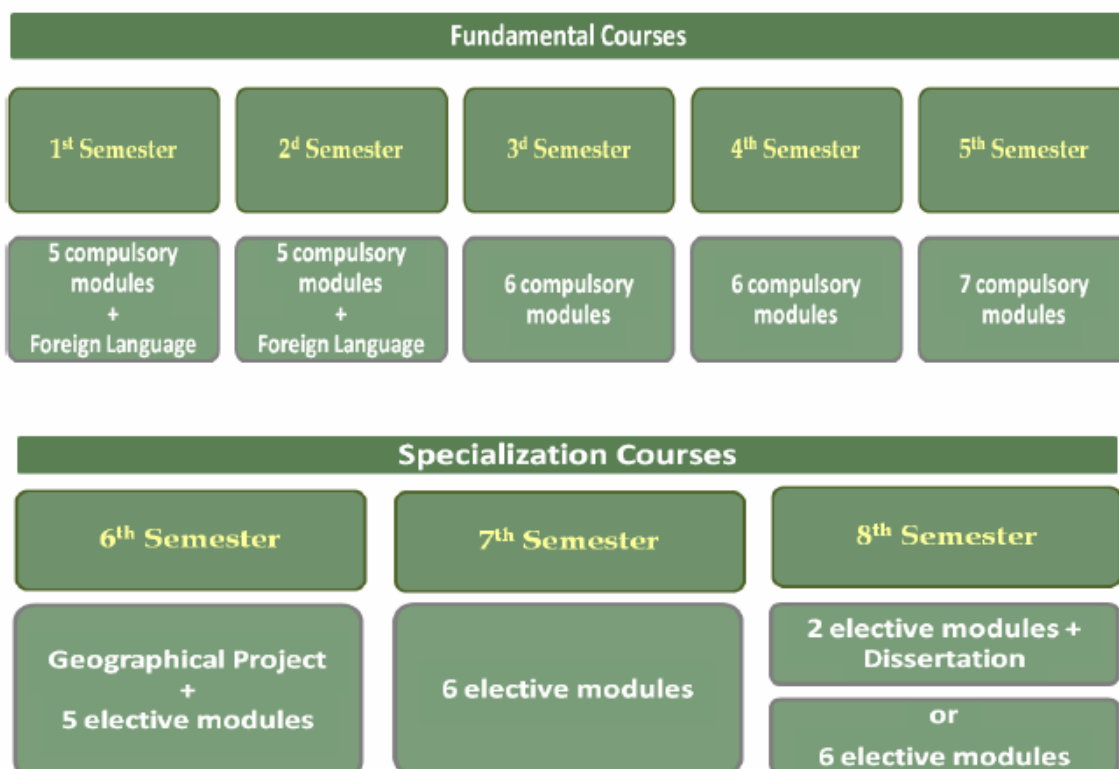 Fundamental Courses
1st Semester
2d Semester
3d Semester
4th Semester
5th Semester
5 compulsory
modules
+
Foreign Language
5 compulsory
modules
+
Foreign Language
6 compulsory
modules
6 compulsory
modules
7 compulsory
modules
Specialization Courses
6th Semester
7th Semester
8th Semester
Geographical Project
+
5 elective modules
6 elective modules
2 elective modules +
Dissertation
or
6 elective modules